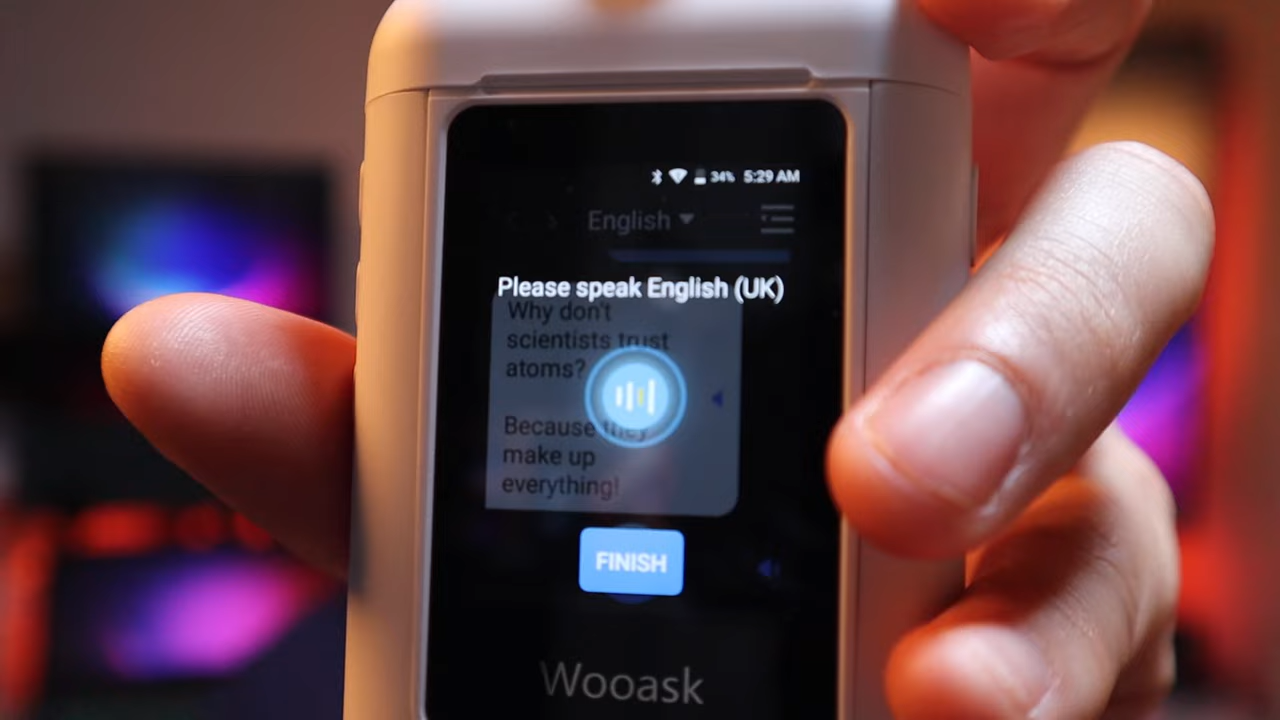 34% 5:29 AM
English
Please speak English (UK)
Why don't
scientists trust
atoms?
Because they
make up
everything!
FINISH
Wooask